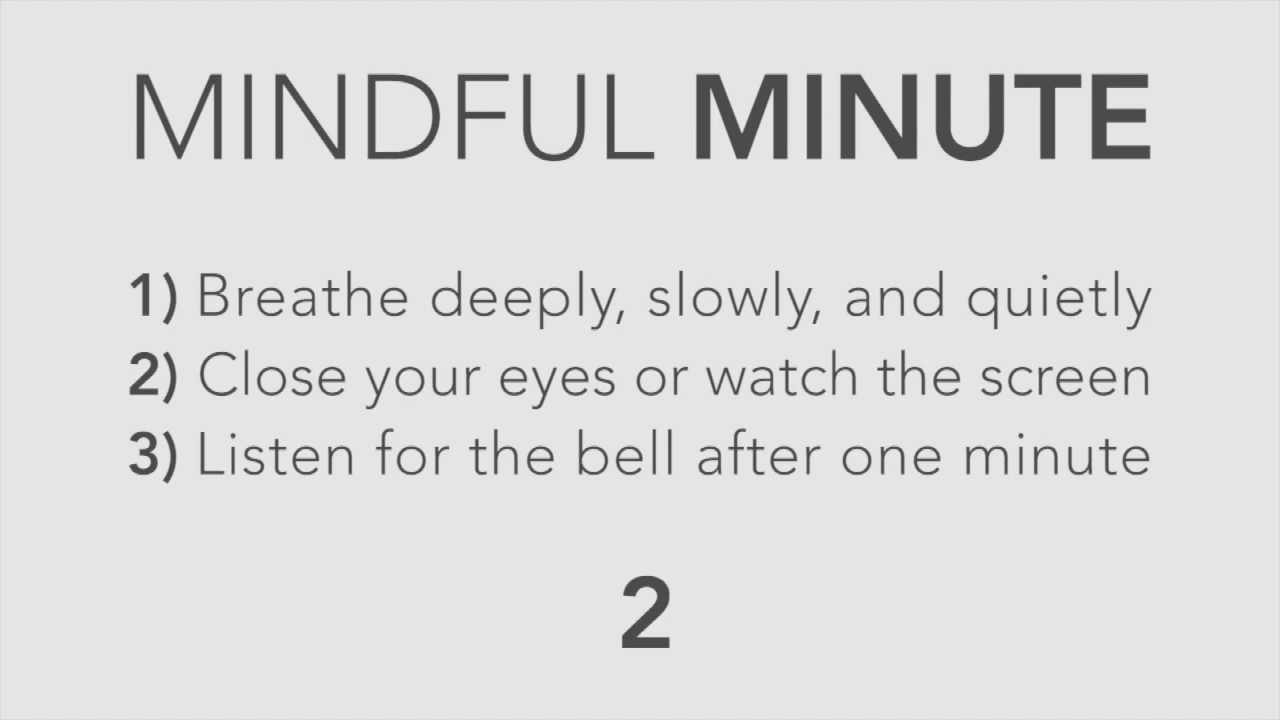 MINDFUL MINUTE
1) Breathe deeply, slowly, and quietly
2) Close your eyes or watch the screen
3) Listen for the bell after one minute
2